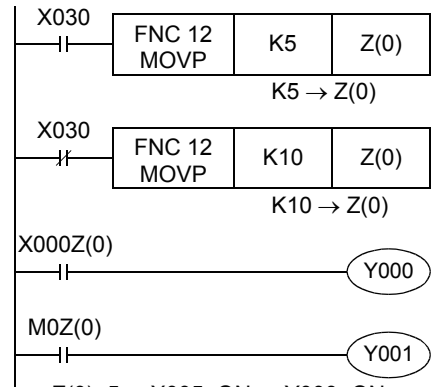 X030
FNC 12
MOVP
K5
Z(0)
K5 → Z(0)
X030
FNC 12
MOVP
K10
Z(0)
K10 → Z(0)
X000Z(0)
Y000
M0Z(0)
Y001